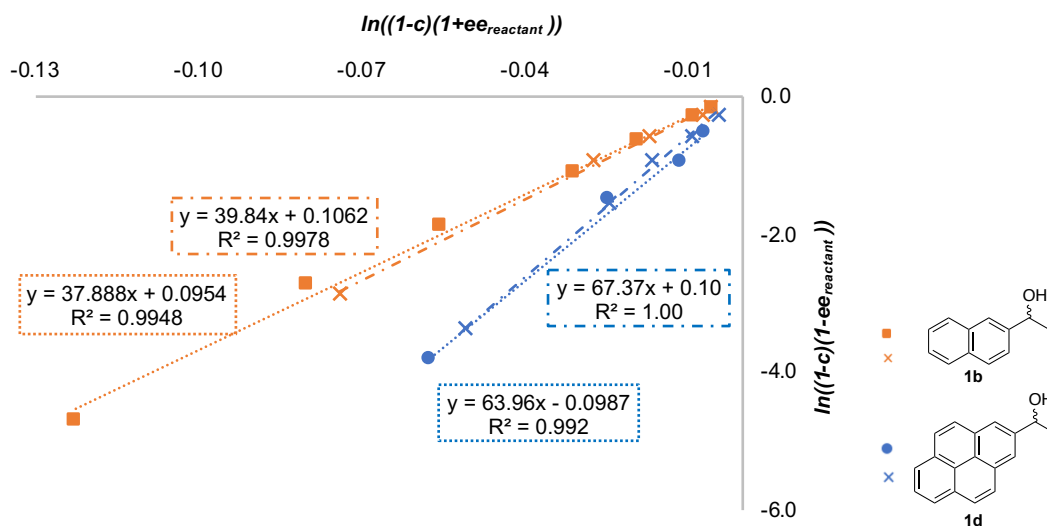 ln((1-c)(1+ee_reactant ))
-0.13 -0.10 -0.07 -0.04 -0.01
0.0
-2.0
-4.0
-6.0
ln((1-c)(1-ee_reactant ))
y = 39.84x + 0.1062
R² = 0.9978
y = 37.888x + 0.0954
R² = 0.9948
y = 67.37x + 0.10
R² = 1.00
y = 63.96x - 0.0987
R² = 0.992
OH
1b
OH
1d